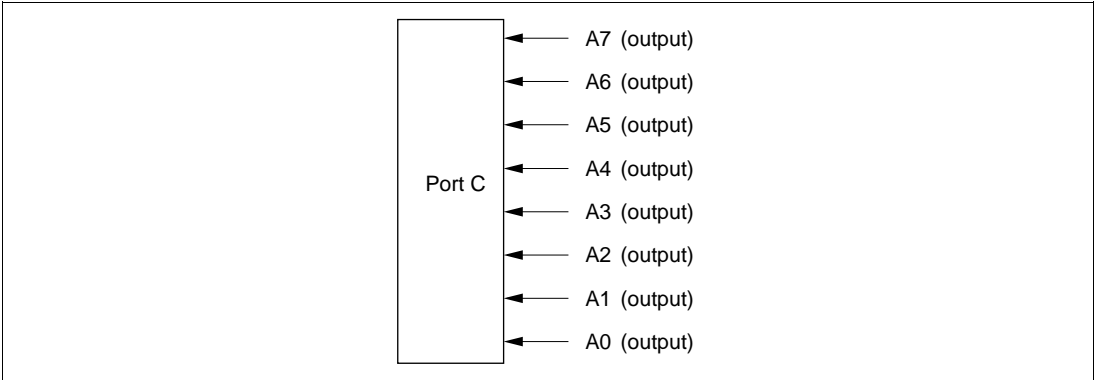 A7 (output)
A6 (output)
A5 (output)
A4 (output)
Port C
A3 (output)
A2 (output)
A1 (output)
A0 (output)